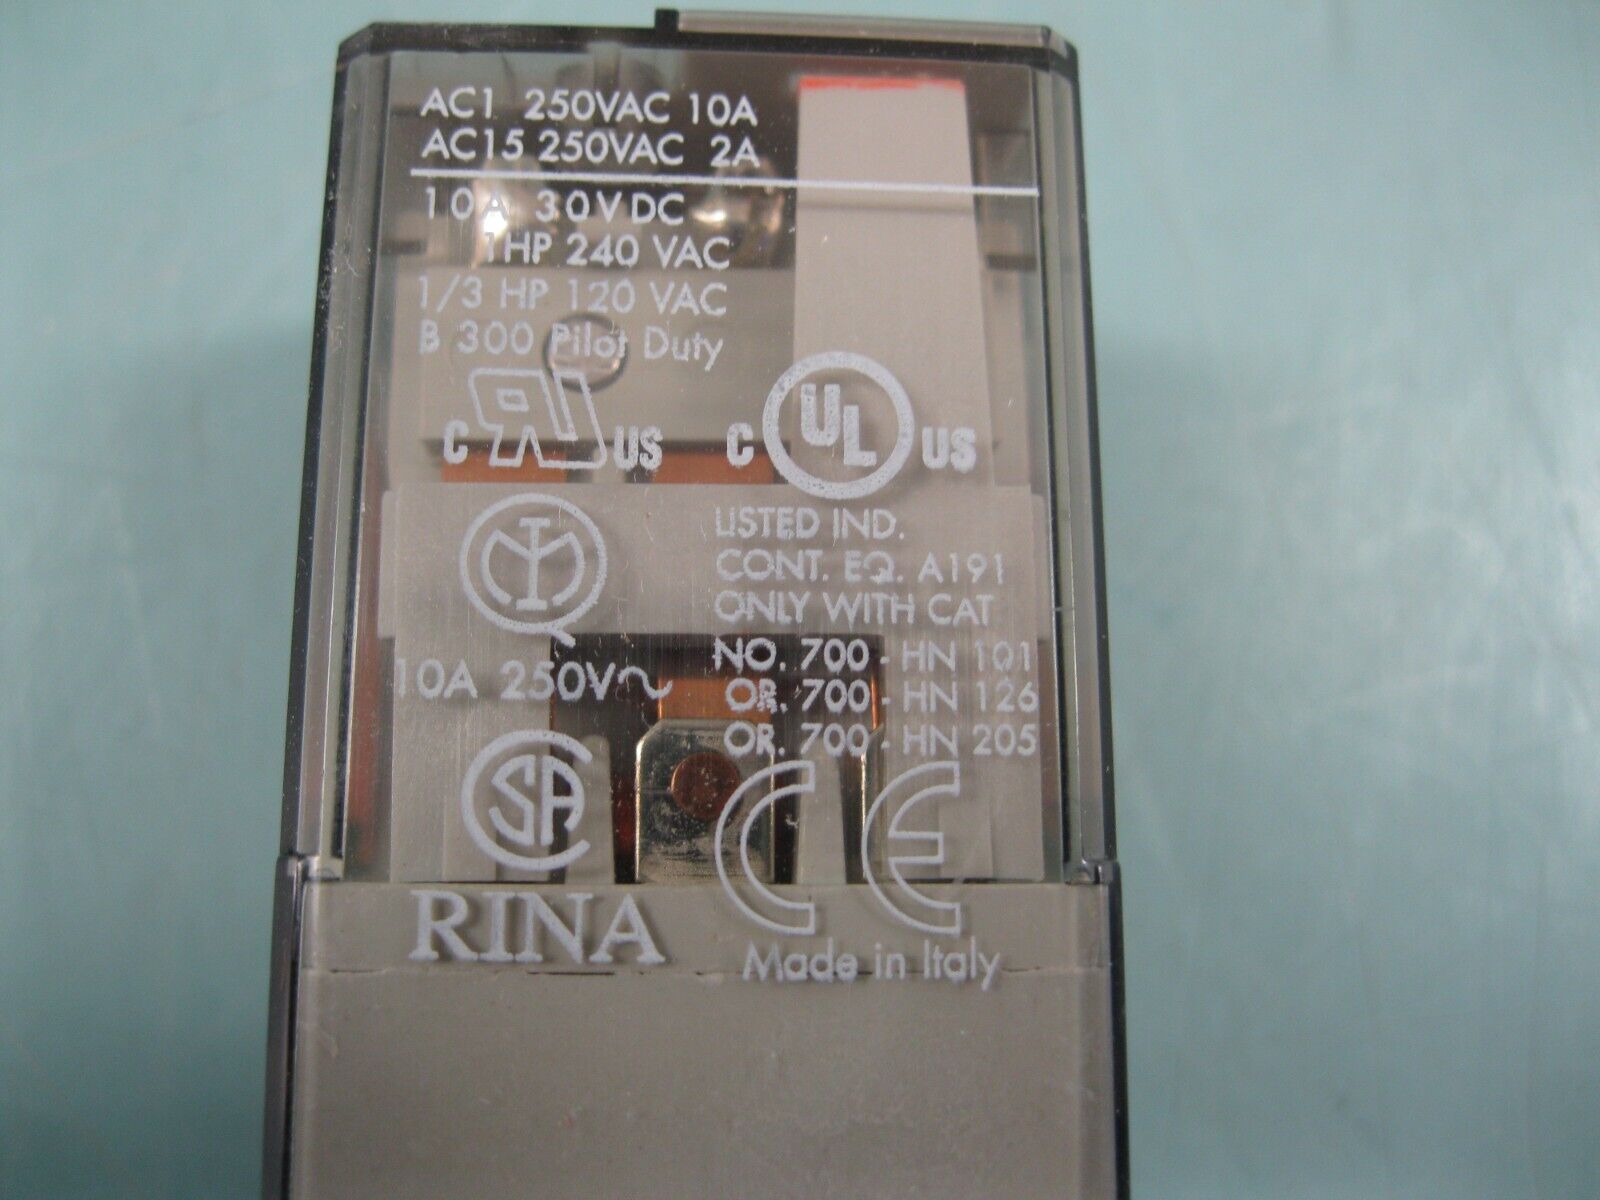 AC1 250VAC 10A
AC15 250VAC 2A
10A 30VDC
1HP 240 VAC
1/3 HP 120 VAC
B 300 Pilot Duty
C RU US
C UL US
LISTED IND.
CONT. EQ. A191
ONLY WITH CAT
NO. 700 - HN 101
OR. 700 - HN 126
OR. 700 - HN 205
10A 250V~
CSA
CE
RINA
Made in Italy